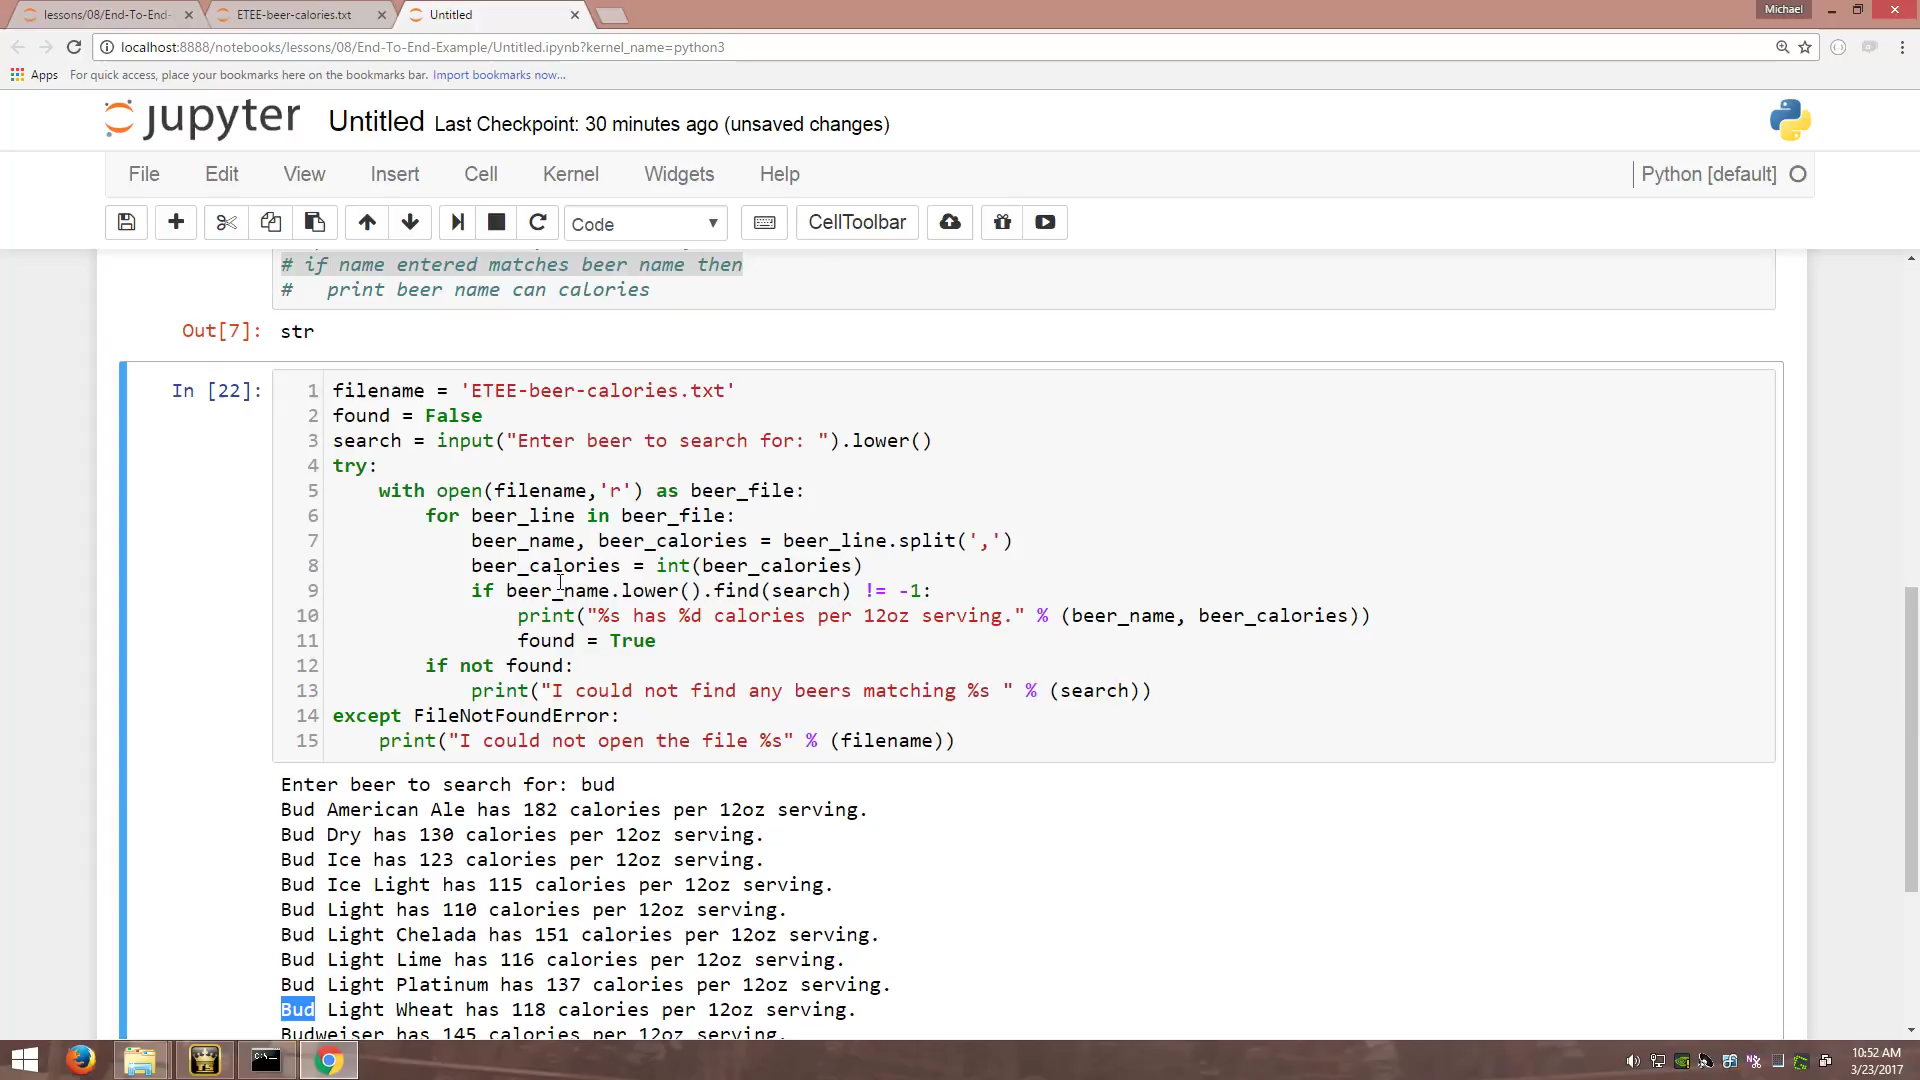 lessons/08/End-To-End-
ETEE-beer-calories.txt
Untitled
Michael
localhost:8888/notebooks/lessons/08/End-To-End-Example/Untitled.ipynb?kernel_name=python3
Apps For quick access, place your bookmarks here on the bookmarks bar. Import bookmarks now...
jupyter Untitled Last Checkpoint: 30 minutes ago (unsaved changes)
File Edit View Insert Cell Kernel Widgets Help Python [default]
Code CellToolbar
# if name entered matches beer name then
#   print beer name can calories
Out[7]: str
In [22]:
1 filename = 'ETEE-beer-calories.txt'
2 found = False
3 search = input("Enter beer to search for: ").lower()
4 try:
5     with open(filename,'r') as beer_file:
6         for beer_line in beer_file:
7             beer_name, beer_calories = beer_line.split(',')
8             beer_calories = int(beer_calories)
9             if beer_name.lower().find(search) != -1:
10                 print("%s has %d calories per 12oz serving." % (beer_name, beer_calories))
11                 found = True
12         if not found:
13             print("I could not find any beers matching %s " % (search))
14 except FileNotFoundError:
15     print("I could not open the file %s" % (filename))
Enter beer to search for: bud
Bud American Ale has 182 calories per 12oz serving.
Bud Dry has 130 calories per 12oz serving.
Bud Ice has 123 calories per 12oz serving.
Bud Ice Light has 115 calories per 12oz serving.
Bud Light has 110 calories per 12oz serving.
Bud Light Chelada has 151 calories per 12oz serving.
Bud Light Lime has 116 calories per 12oz serving.
Bud Light Platinum has 137 calories per 12oz serving.
Bud Light Wheat has 118 calories per 12oz serving.
Budweiser has 145 calories per 12oz serving.
10:52 AM
3/23/2017